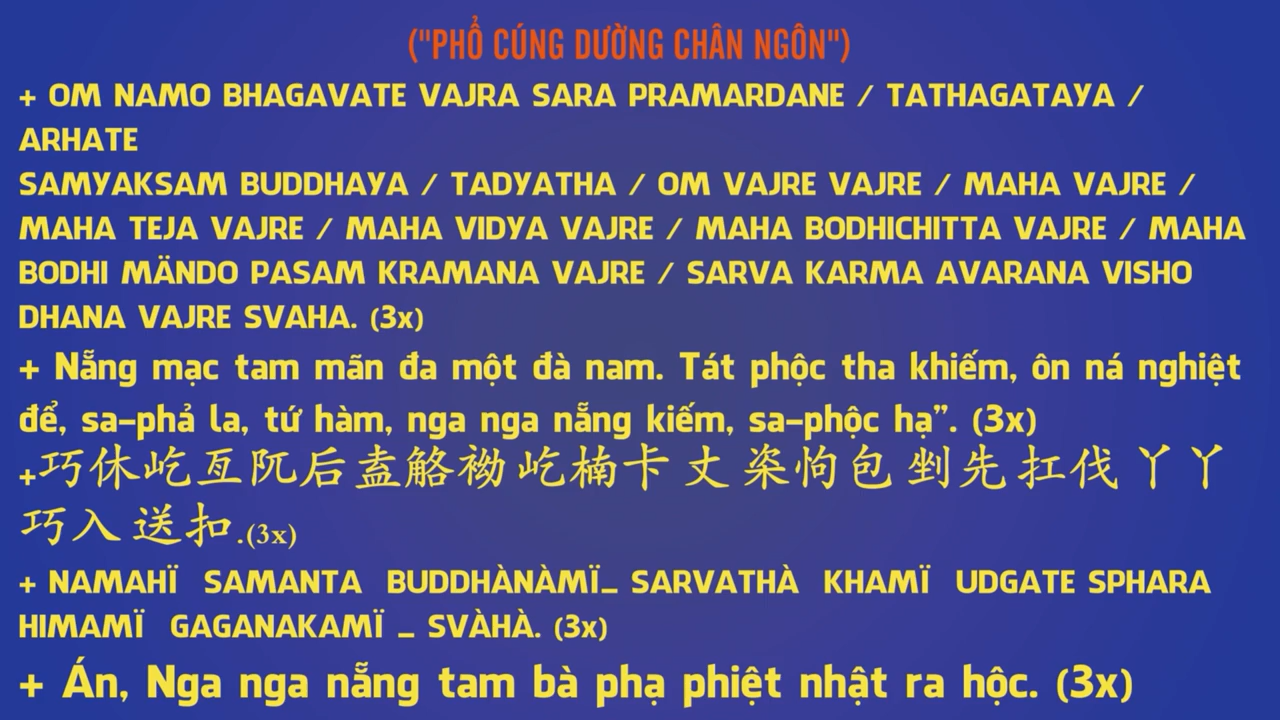 ("PHỔ CÚNG DƯỜNG CHÂN NGÔN")
+ OM NAMO BHAGAVATE VAJRA SARA PRAMARDANE / TATHAGATAYA /
ARHATE
SAMYAKSAM BUDDHAYA / TADYATHA / OM VAJRE VAJRE / MAHA VAJRE /
MAHA TEJA VAJRE / MAHA VIDYA VAJRE / MAHA BODHICHITTA VAJRE / MAHA
BODHI MÄNDO PASAM KRAMANA VAJRE / SARVA KARMA AVARANA VISHO
DHANA VAJRE SVAHA. (3x)
+ Nẵng mạc tam mãn đa một đà nam. Tát phộc tha khiếm, ôn ná nghiệt
để, sa-phả la, tứ hàm, nga nga nẵng kiếm, sa-phộc hạ”. (3x)
+巧休屹亙阢后盍觡袎屹楠卡丈 楶怐包 剉先 扛伐 丫丫
巧入 送扣.(3x)
+ NAMAHÏ SAMANTA BUDDHÀNÀMÏ_ SARVATHÀ KHAMÏ UDGATE SPHARA
HIMAMÏ GAGANAKAMÏ _ SVÀHÀ. (3x)
+ Án, Nga nga nẵng tam bà phạ phiệt nhật ra hộc. (3x)